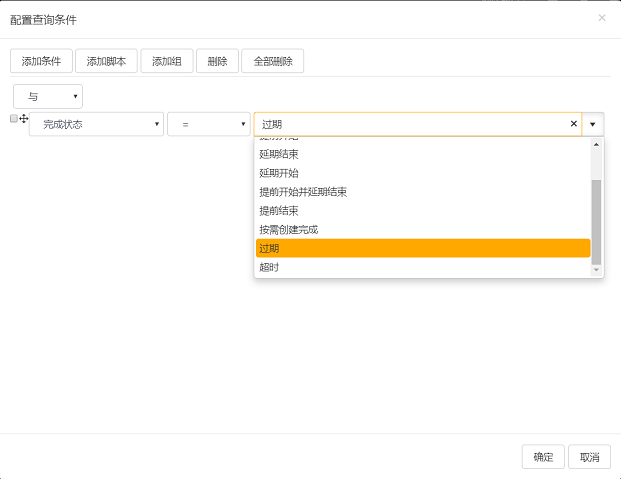 配置查询条件
×
添加条件 添加脚本 添加组 删除 全部删除
与
完成状态 = 过期
延期结束
延期开始
提前开始并延期结束
提前结束
按需创建完成
过期
超时
确定 取消